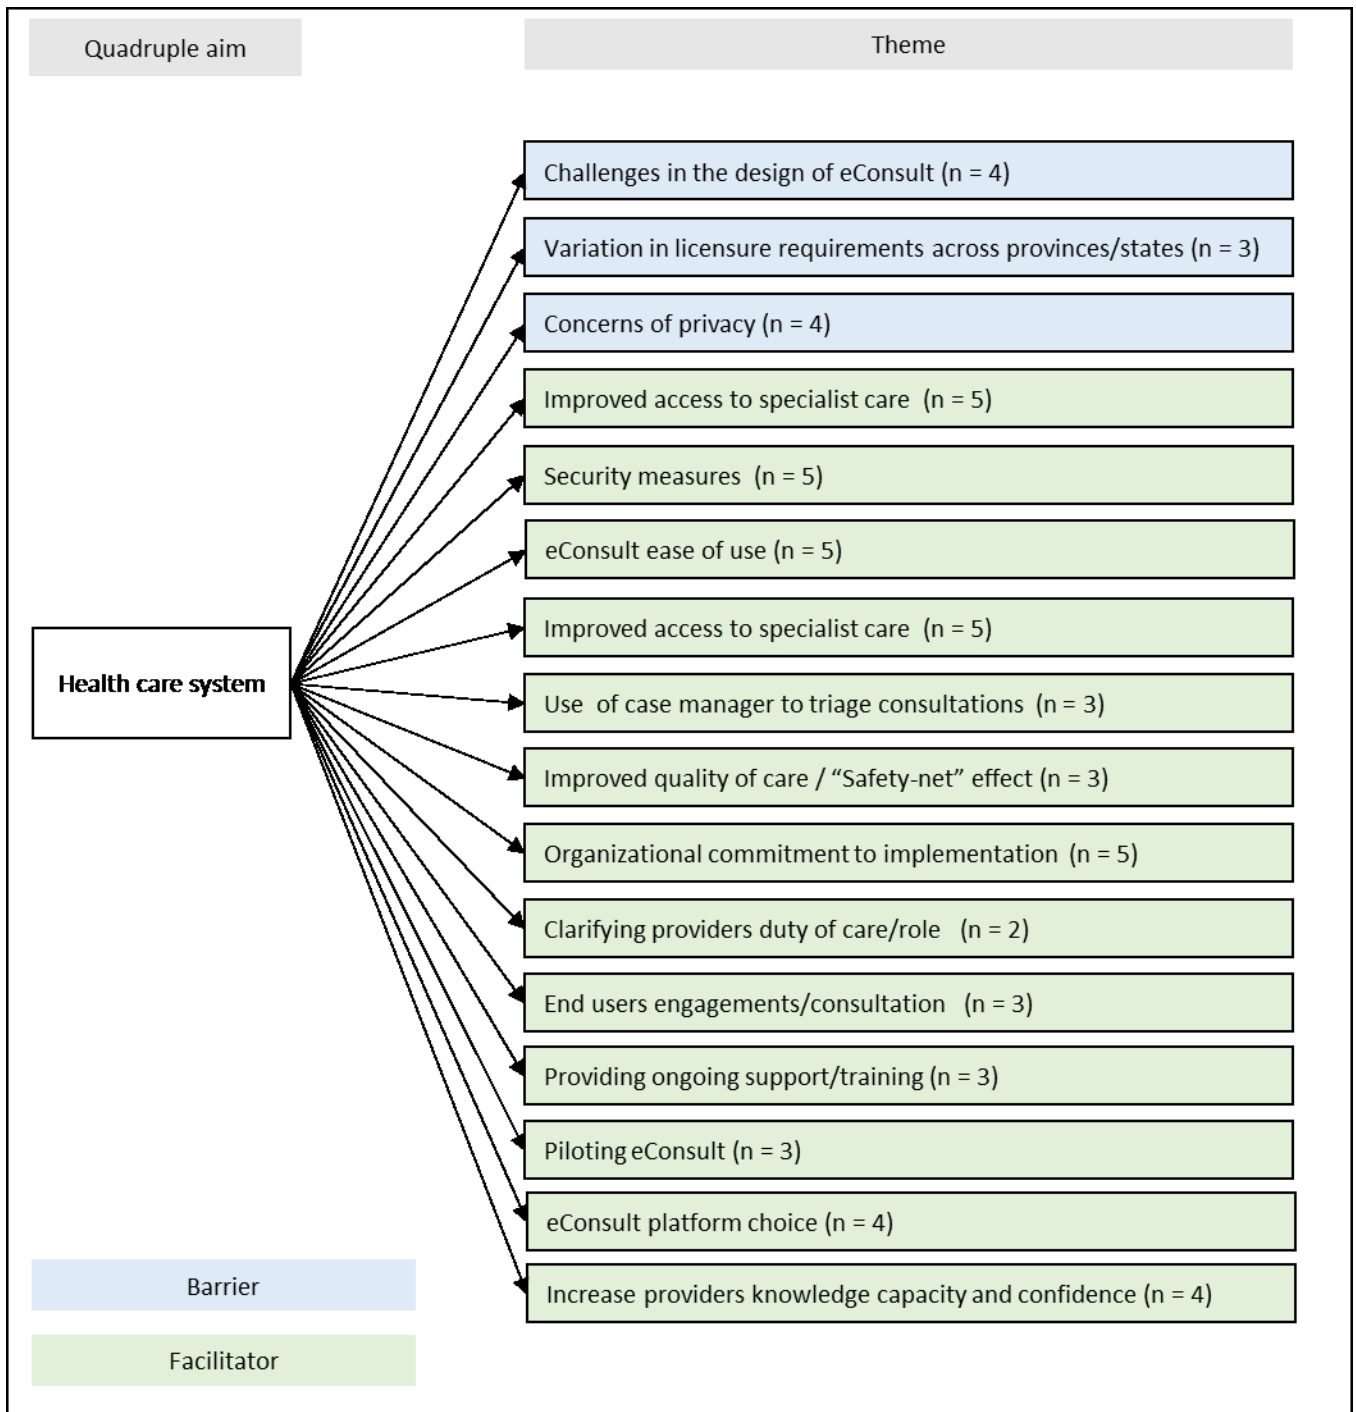 Quadruple aim
Theme
Challenges in the design of eConsult (n = 4)
Variation in licensure requirements across provinces/states (n = 3)
Concerns of privacy (n = 4)
Improved access to specialist care (n = 5)
Security measures (n = 5)
eConsult ease of use (n = 5)
Improved access to specialist care (n = 5)
Health care system
Use of case manager to triage consultations (n = 3)
Improved quality of care / “Safety-net” effect (n = 3)
Organizational commitment to implementation (n = 5)
Clarifying providers duty of care/role (n = 2)
End users engagements/consultation (n = 3)
Providing ongoing support/training (n = 3)
Piloting eConsult (n = 3)
eConsult platform choice (n = 4)
Increase providers knowledge capacity and confidence (n = 4)
Barrier
Facilitator